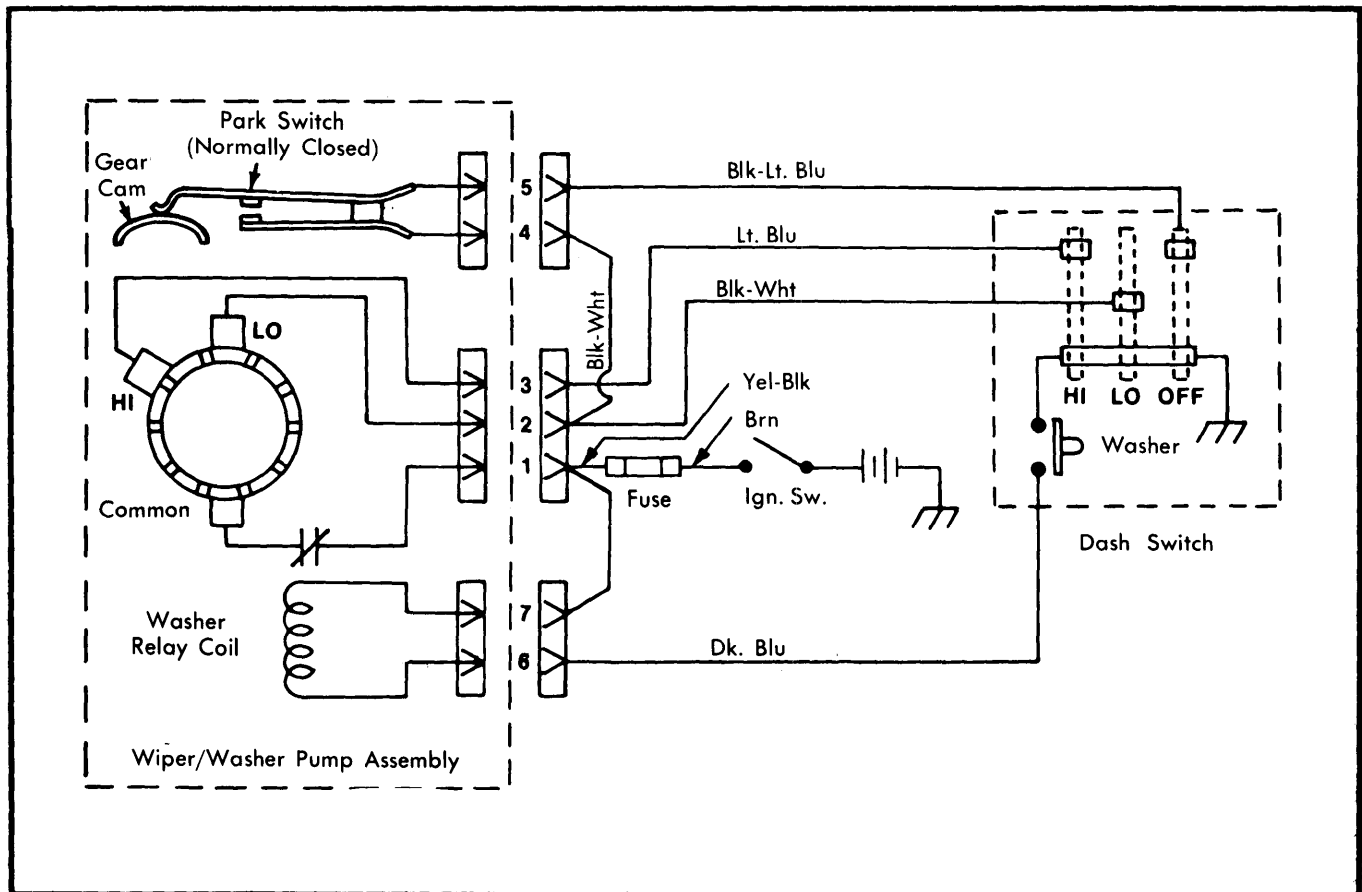 Park Switch
(Normally Closed)
Gear
Cam
5
4
Blk-Lt. Blu
Lt. Blu
Blk-Wht
Blk-Wht
LO
HI
3
2
1
Yel-Blk
Brn
Fuse
Ign. Sw.
HI LO OFF
Washer
Dash Switch
Common
Washer
Relay Coil
7
6
Dk. Blu
Wiper/Washer Pump Assembly